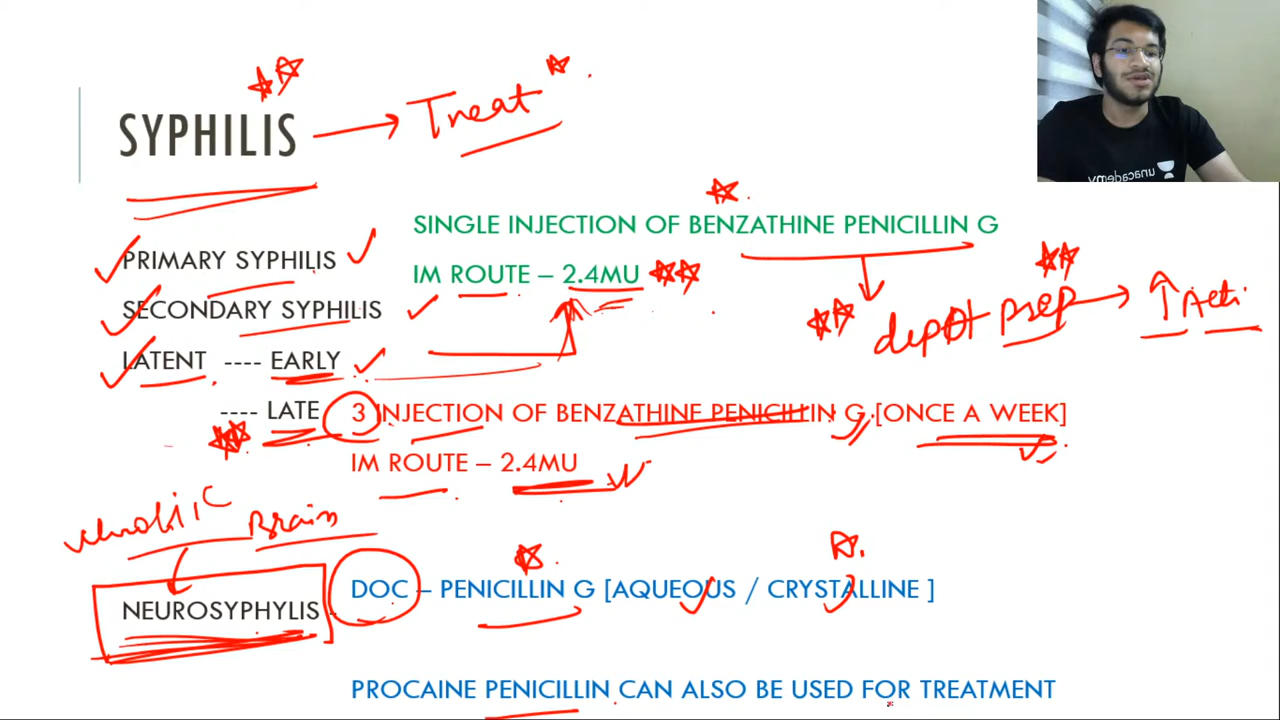 SYPHILIS → Treat
SINGLE INJECTION OF BENZATHINE PENICILLIN G
PRIMARY SYPHILIS
IM ROUTE – 2.4MU
SECONDARY SYPHILIS
depot prep → ↑ Acti
LATENT ---- EARLY
---- LATE
3 INJECTION OF BENZATHINE PENICILLIN G [ONCE A WEEK]
IM ROUTE – 2.4MU
Brain
NEUROSYPHYLIS
DOC – PENICILLIN G [AQUEOUS / CRYSTALLINE ]
PROCAINE PENICILLIN CAN ALSO BE USED FOR TREATMENT
unacademy